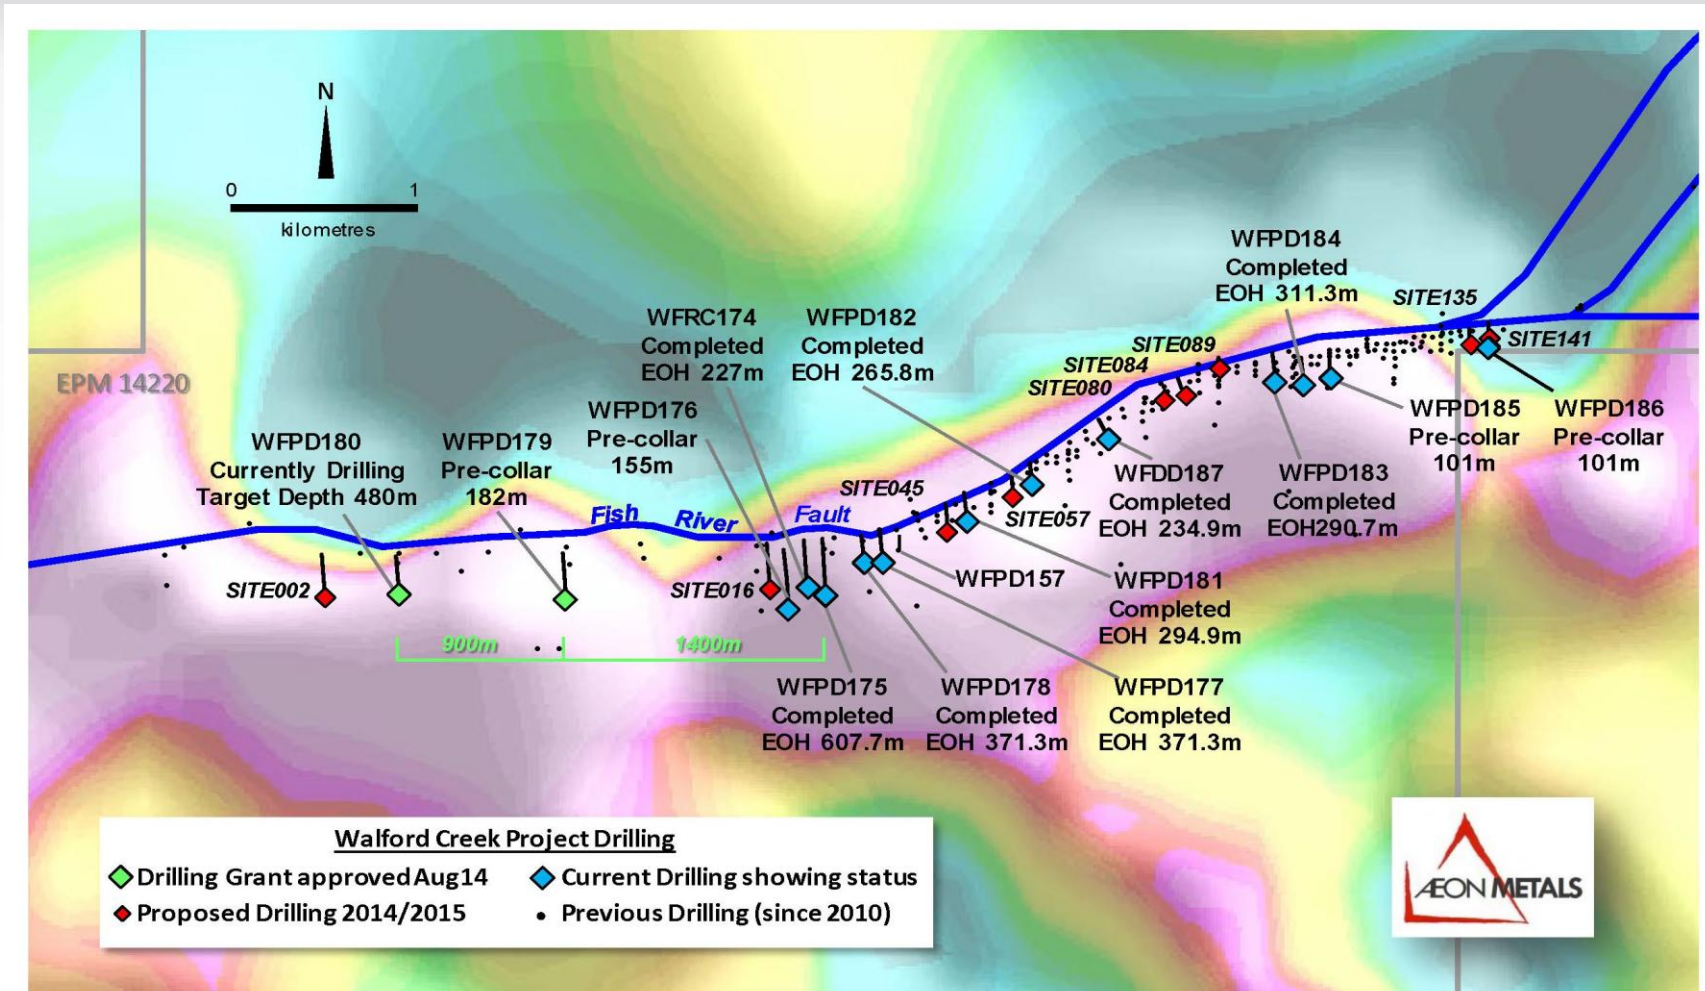 N
0 1
kilometres
EPM 14220
WFPD184
Completed
EOH 311.3m
SITE135
SITE141
WFRC174
Completed
EOH 227m
WFPD182
Completed
EOH 265.8m
SITE089
SITE084
SITE080
WFPD176
Pre-collar
155m
WFPD180
Currently Drilling
Target Depth 480m
WFPD179
Pre-collar
182m
WFPD185
Pre-collar
101m
WFPD186
Pre-collar
101m
WFDD187
Completed
EOH 234.9m
WFPD183
Completed
EOH290.7m
SITE045
SITE057
Fish River Fault
SITE002
SITE016
WFPD157
WFPD181
Completed
EOH 294.9m
900m
1400m
WFPD175
Completed
EOH 607.7m
WFPD178
Completed
EOH 371.3m
WFPD177
Completed
EOH 371.3m
Walford Creek Project Drilling
Drilling Grant approved Aug14
Current Drilling showing status
Proposed Drilling 2014/2015
Previous Drilling (since 2010)
ÆON METALS